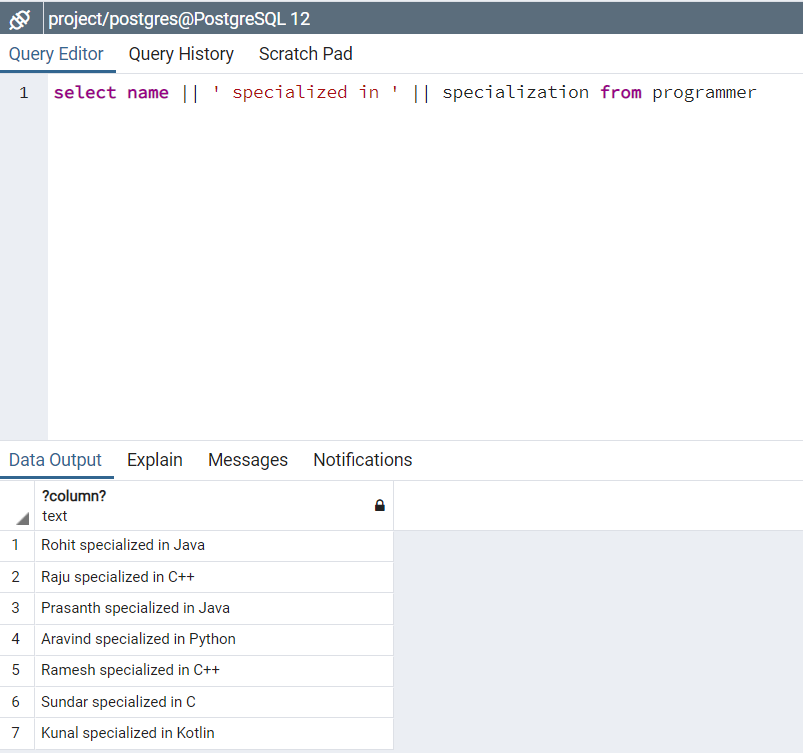 project/postgres@PostgreSQL 12
Query Editor Query History Scratch Pad
1 select name || ' specialized in ' || specialization from programmer
Data Output Explain Messages Notifications
?column?
text
1 Rohit specialized in Java
2 Raju specialized in C++
3 Prasanth specialized in Java
4 Aravind specialized in Python
5 Ramesh specialized in C++
6 Sundar specialized in C
7 Kunal specialized in Kotlin